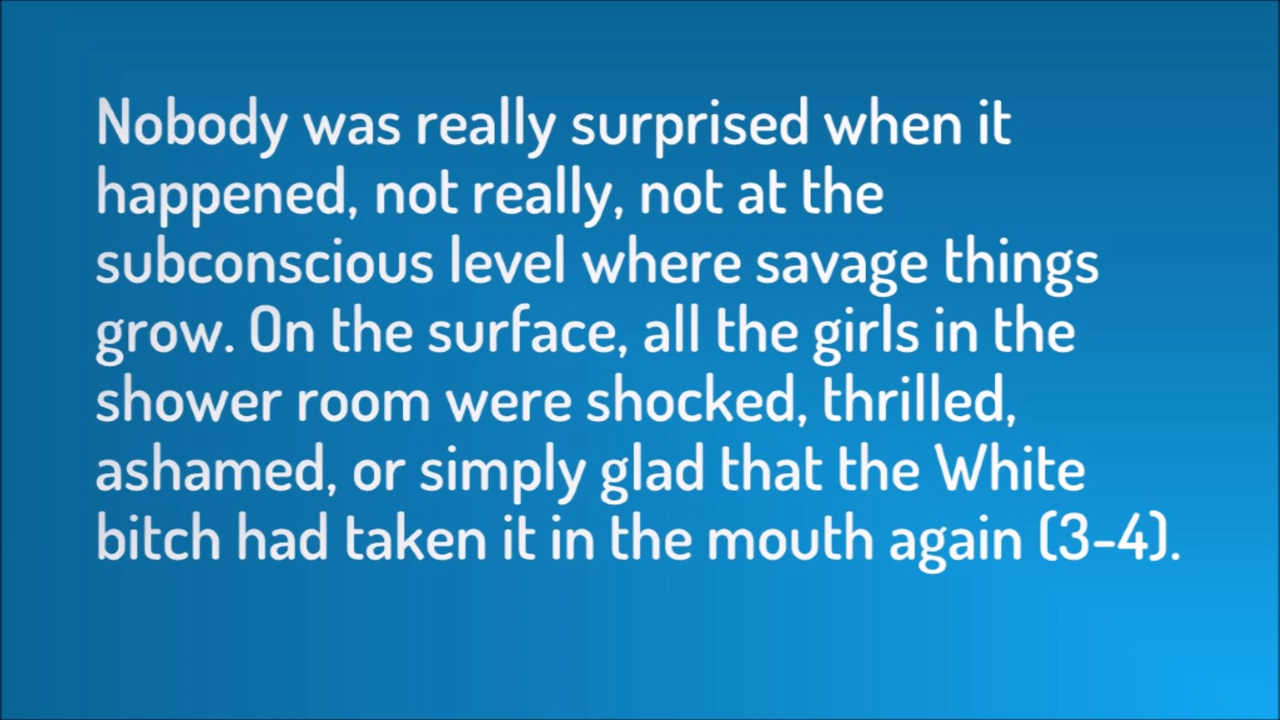 Nobody was really surprised when it
happened, not really, not at the
subconscious level where savage things
grow. On the surface, all the girls in the
shower room were shocked, thrilled,
ashamed, or simply glad that the White
bitch had taken it in the mouth again (3-4).